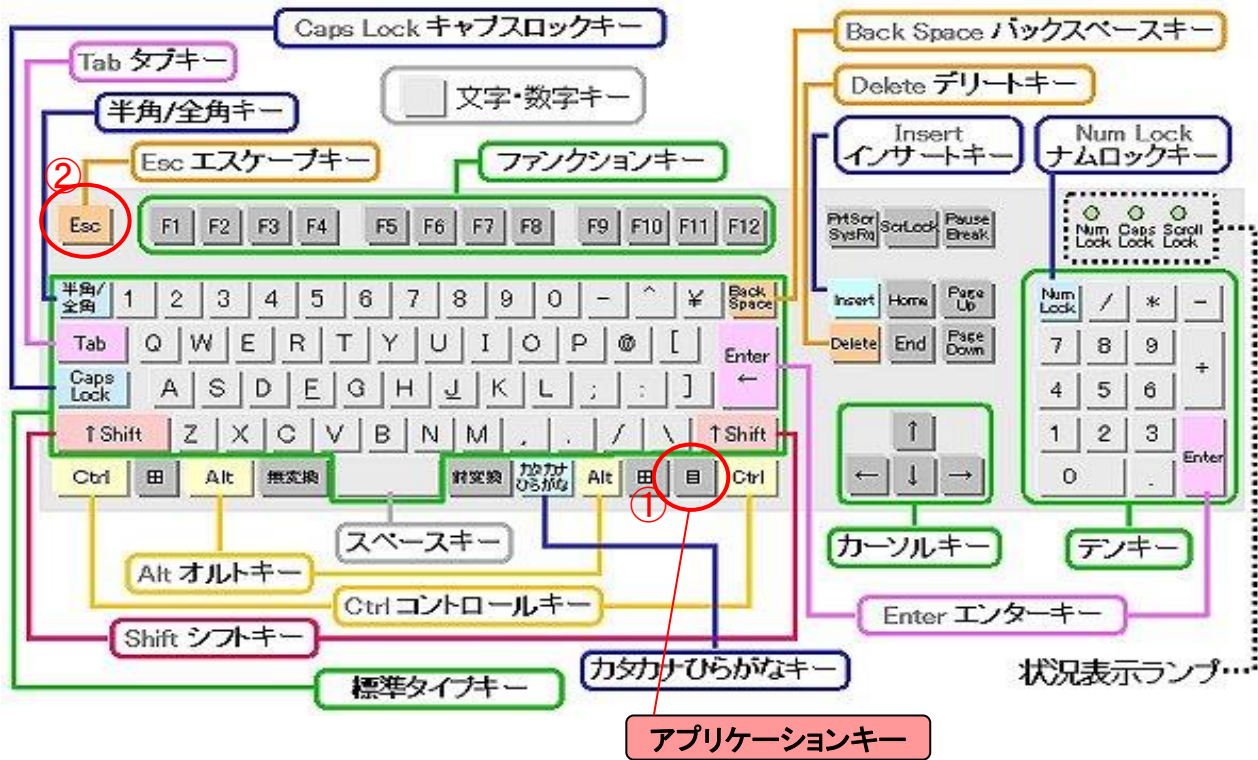 Caps Lock キャプスロックキー
Back Space バックスペースキー
Tab タブキー
文字・数字キー
Delete デリートキー
半角/全角キー
Insert
インサートキー
Num Lock
ナムロックキー
Esc エスケープキー
ファンクションキー
②
Esc F1 F2 F3 F4 F5 F6 F7 F8 F9 F10 F11 F12
PrtScr
SysRq
ScrLock
Pause
Break
Num
Lock
Caps
Lock
Scroll
Lock
半角/
全角
1 2 3 4 5 6 7 8 9 0 - ^ ¥
Back
Space
Insert Home
Page
Up
Num
Lock
/ * -
Tab Q W E R T Y U I O P @ [
Enter
←
Delete End
Page
Down
7 8 9 +
Caps
Lock
A S D E G H J K L ; : ]
4 5 6
↑Shift Z X C V B N M , . / \ ↑Shift
↑
1 2 3 Enter
Ctrl 田 Alt 無変換
前変換
カタカナ
ひらがな
Alt 田 目 Ctrl
①
← ↓ →
0 .
スペースキー
カーソルキー
テンキー
Alt オルトキー
Ctrl コントロールキー
Enter エンターキー
Shift シフトキー
カタカナひらがなキー
状況表示ランプ
標準タイプキー
アプリケーションキー